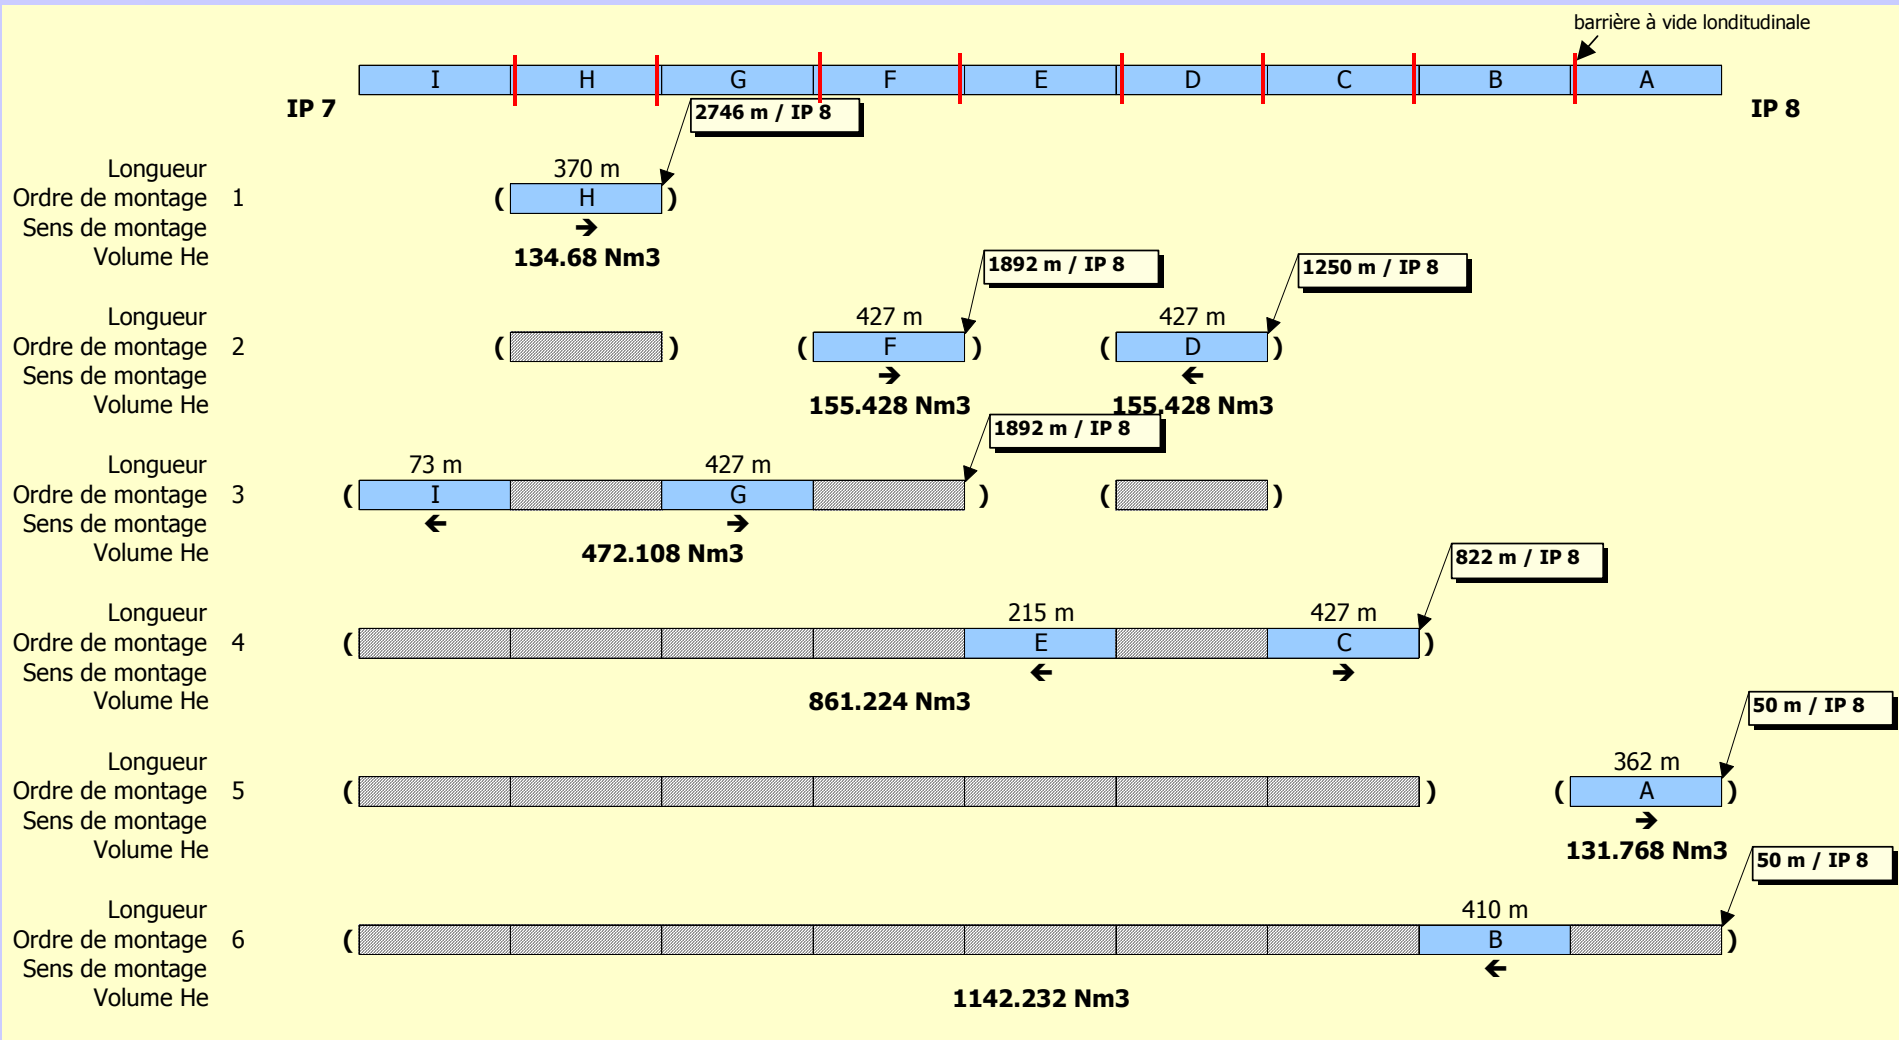 barrière à vide londitudinale
I H G F E D C B A
IP 7 IP 8
2746 m / IP 8
Longueur 370 m
Ordre de montage 1 ( H )
Sens de montage
Volume He 134.68 Nm3
1892 m / IP 8 1250 m / IP 8
Longueur 427 m 427 m
Ordre de montage 2 ( ) ( F ) ( D )
Sens de montage
Volume He 155.428 Nm3 155.428 Nm3
1892 m / IP 8
Longueur 73 m 427 m
Ordre de montage 3 ( I G ) ( )
Sens de montage
Volume He 472.108 Nm3
822 m / IP 8
Longueur 215 m 427 m
Ordre de montage 4 ( E C )
Sens de montage
Volume He 861.224 Nm3
50 m / IP 8
Longueur 362 m
Ordre de montage 5 ( ) ( A )
Sens de montage
Volume He 131.768 Nm3
50 m / IP 8
Longueur 410 m
Ordre de montage 6 ( B )
Sens de montage
Volume He 1142.232 Nm3